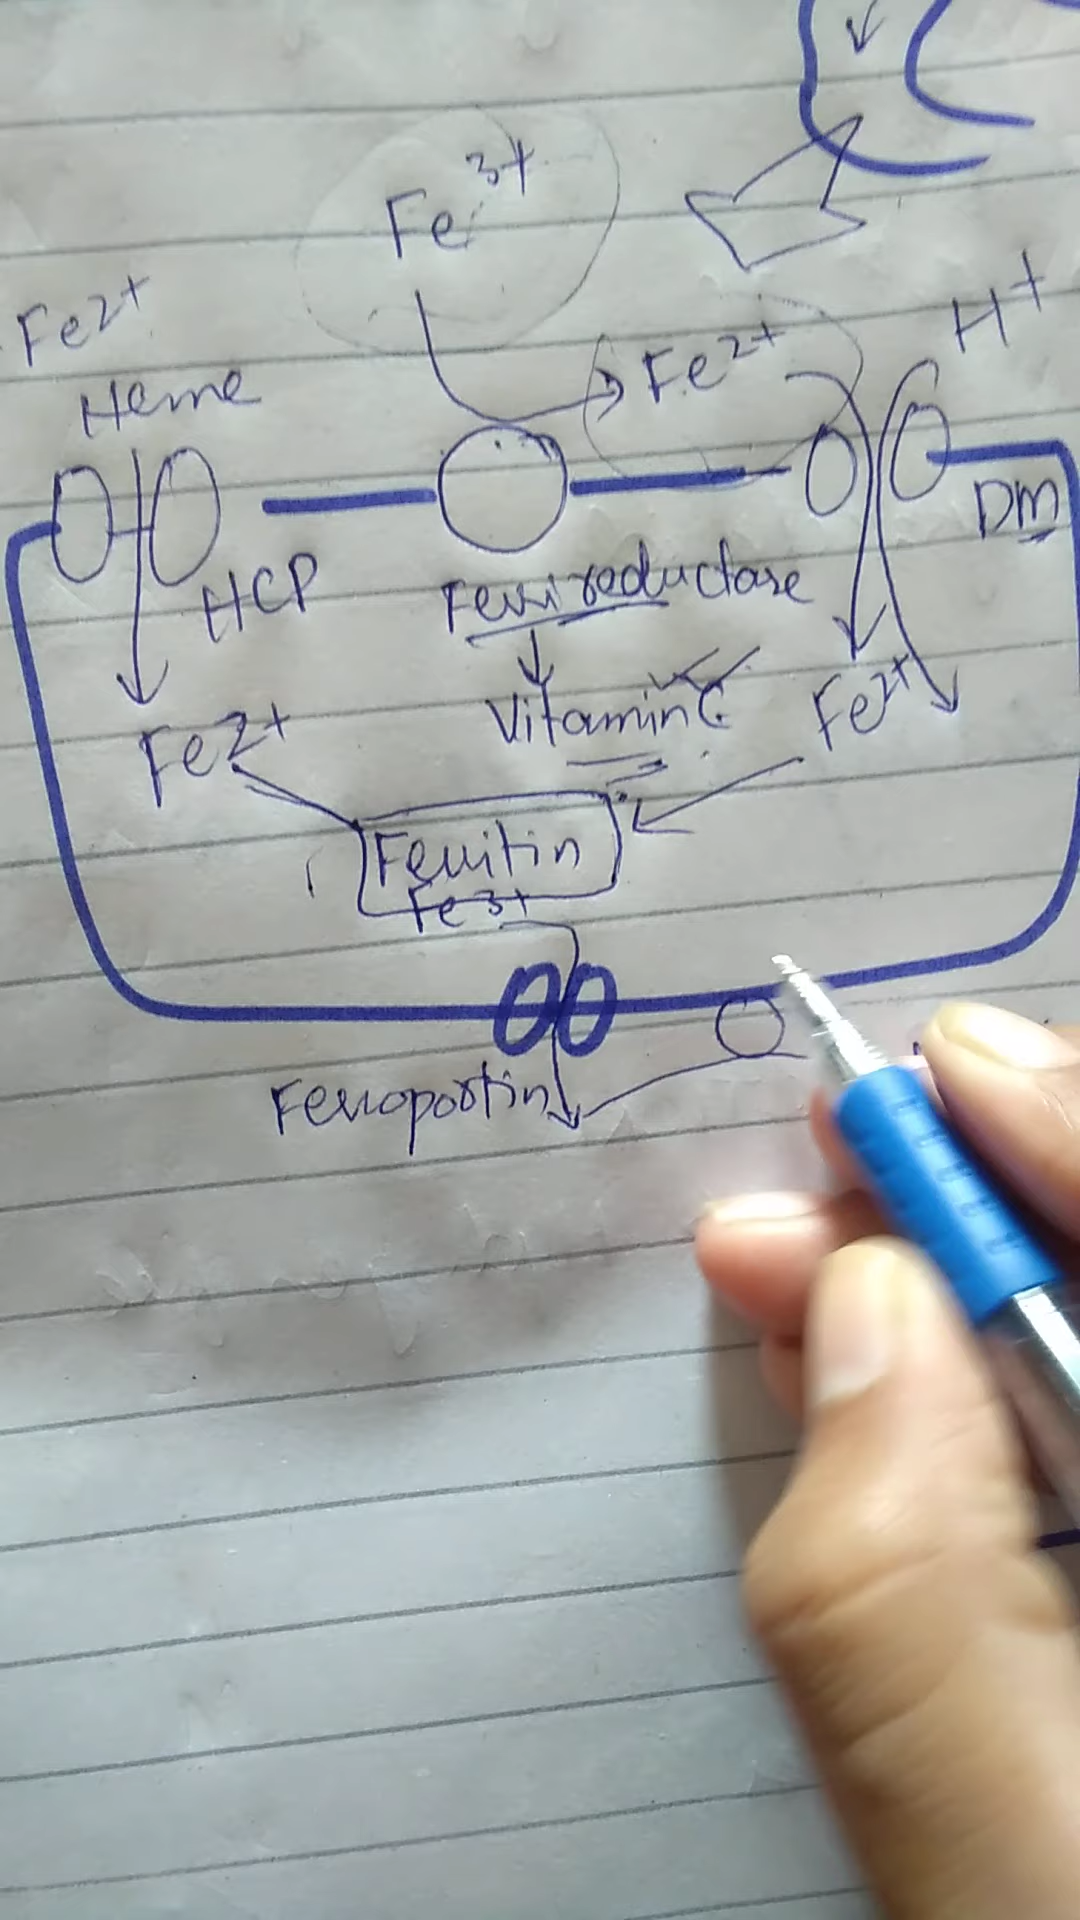 Fe3+
Fe2+
Heme
Fe2+
H+
HCP
Ferrireductase
DM
Vitamin C
Fe2+
Fe2+
Ferritin
Fe3+
Ferroportin